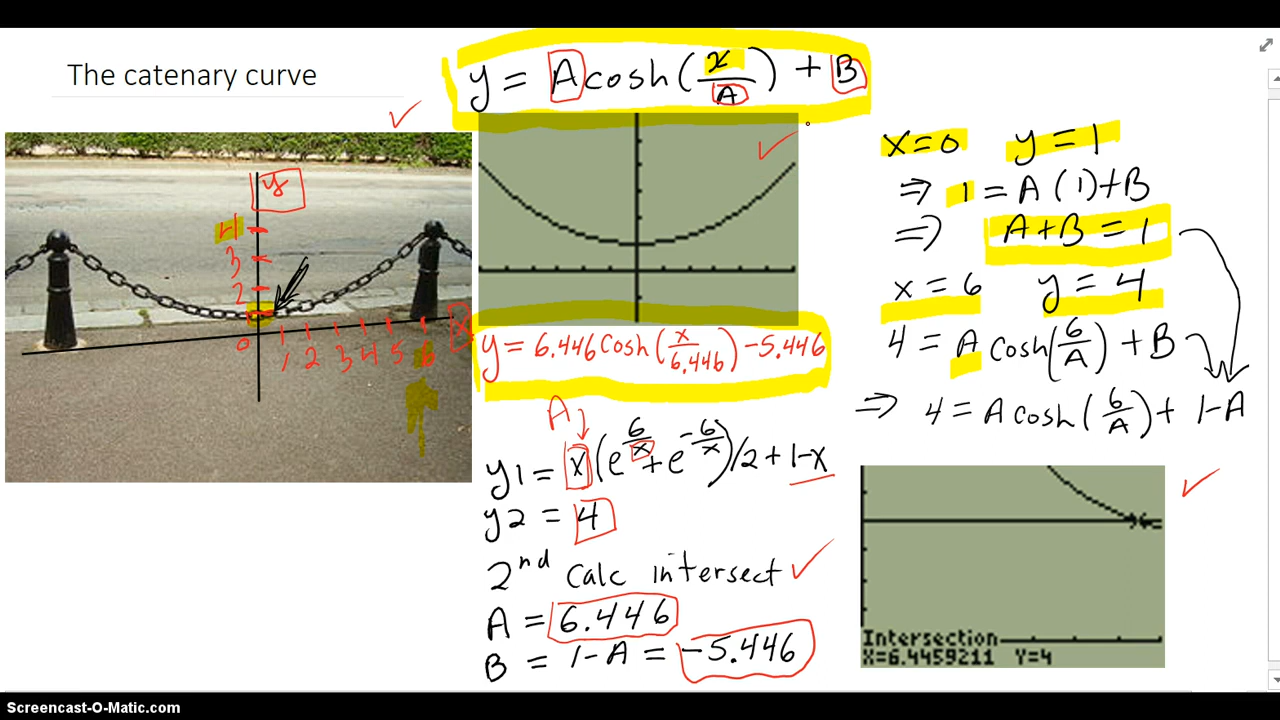 The catenary curve
y = A cosh(x/A) + B
y
4
3
2
0
1 2 3 4 5 6 x
y = 6.446 cosh(x/6.446) - 5.446
A
y1 = x(e^6/x + e^-6/x)/2 + 1-x
y2 = 4
2nd Calc intersect
A = 6.446
B = 1-A = -5.446
x=0 y=1
⇒ 1 = A(1)+B
⇒ A+B = 1
x=6 y=4
4 = A cosh(6/A) + B
⇒ 4 = A cosh(6/A) + 1-A
Intersection
X=6.4459211 Y=4
Screencast-O-Matic.com